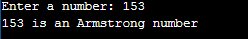 Enter a number: 153
153 is an Armstrong number